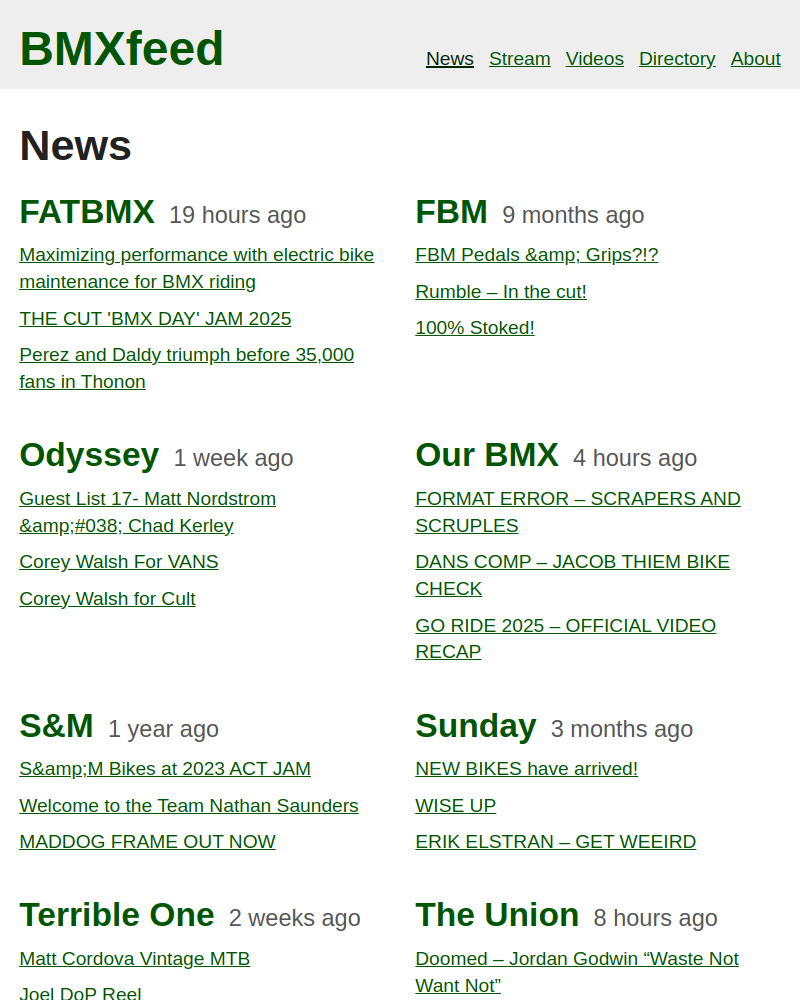 BMXfeed
News Stream Videos Directory About
News
FATBMX 19 hours ago
Maximizing performance with electric bike
maintenance for BMX riding
THE CUT 'BMX DAY' JAM 2025
Perez and Daldy triumph before 35,000
fans in Thonon
FBM 9 months ago
FBM Pedals &amp; Grips?!?
Rumble – In the cut!
100% Stoked!
Odyssey 1 week ago
Guest List 17- Matt Nordstrom
&amp;#038; Chad Kerley
Corey Walsh For VANS
Corey Walsh for Cult
Our BMX 4 hours ago
FORMAT ERROR – SCRAPERS AND
SCRUPLES
DANS COMP – JACOB THIEM BIKE
CHECK
GO RIDE 2025 – OFFICIAL VIDEO
RECAP
S&M 1 year ago
S&amp;M Bikes at 2023 ACT JAM
Welcome to the Team Nathan Saunders
MADDOG FRAME OUT NOW
Sunday 3 months ago
NEW BIKES have arrived!
WISE UP
ERIK ELSTRAN – GET WEEIRD
Terrible One 2 weeks ago
Matt Cordova Vintage MTB
Joel DoP Reel
The Union 8 hours ago
Doomed – Jordan Godwin “Waste Not
Want Not”